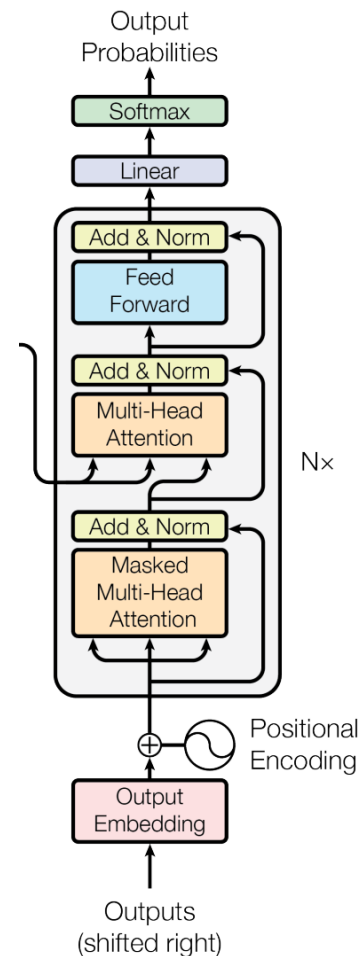 Output
Probabilities
Softmax
Linear
Add & Norm
Feed
Forward
Add & Norm
Multi-Head
Attention
N×
Add & Norm
Masked
Multi-Head
Attention
Positional
Encoding
Output
Embedding
Outputs
(shifted right)